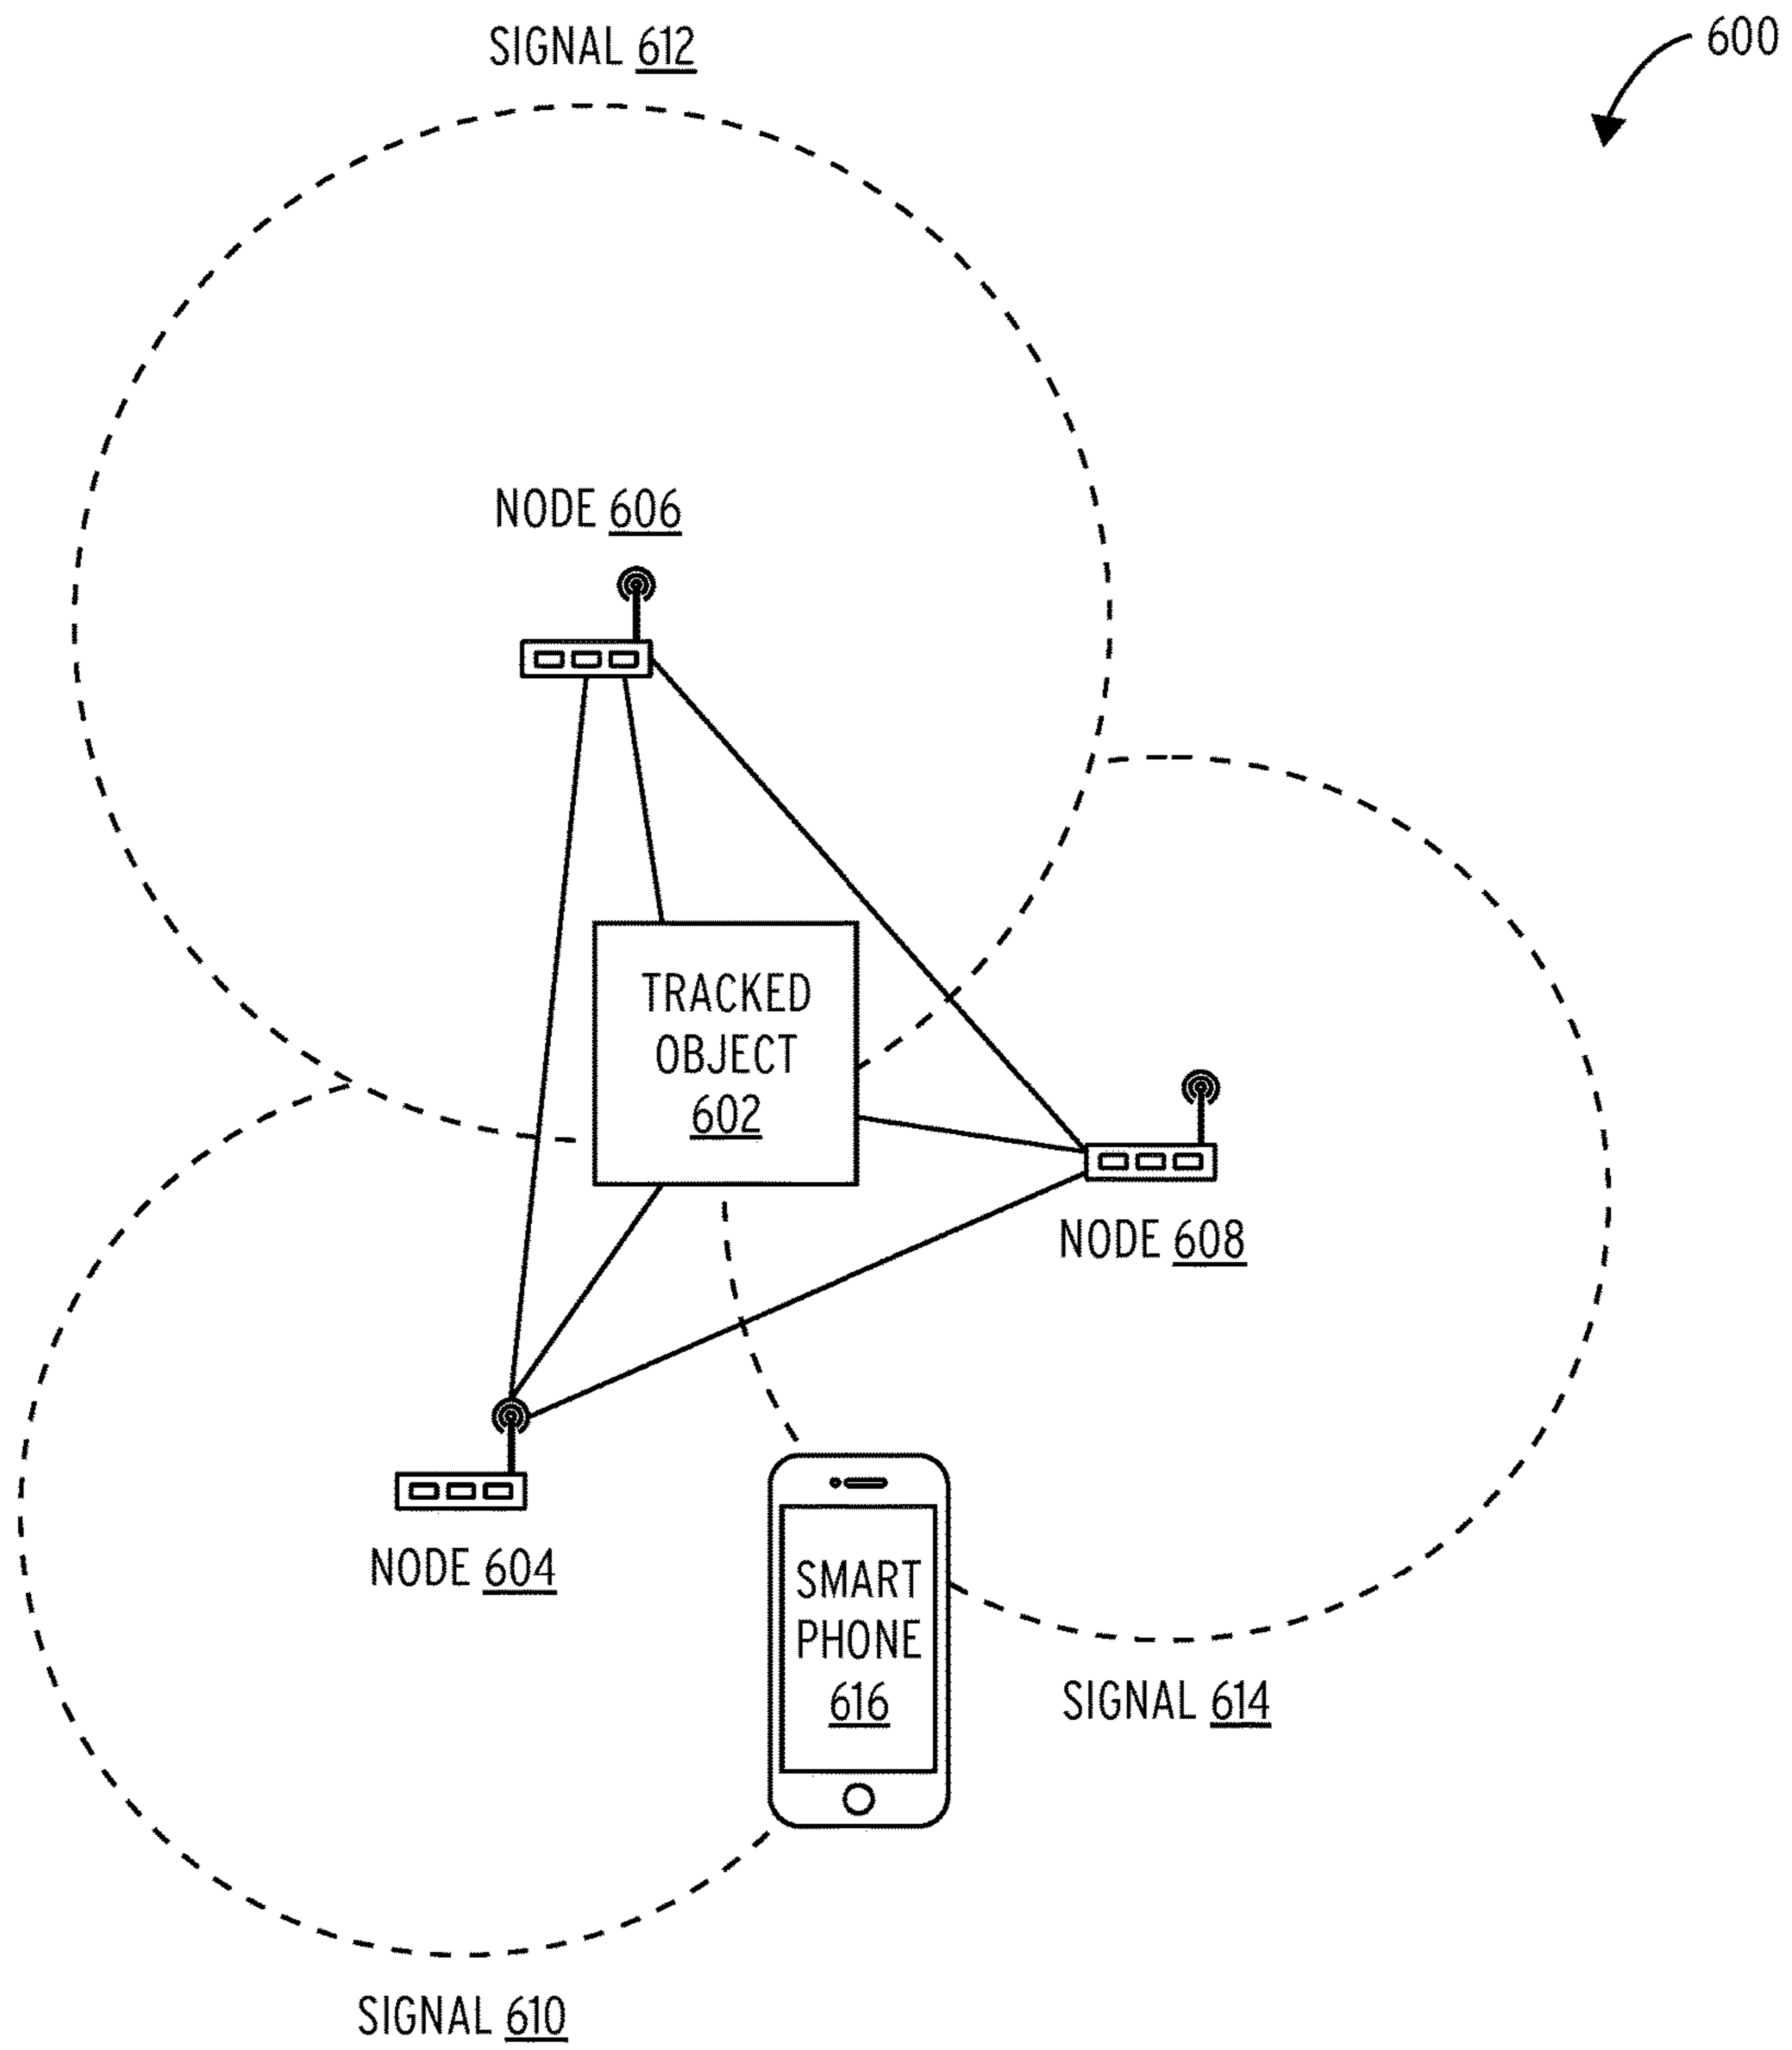 SIGNAL 612
600
NODE 606
TRACKED
OBJECT
602
NODE 608
NODE 604
SMART
PHONE
616
SIGNAL 614
SIGNAL 610